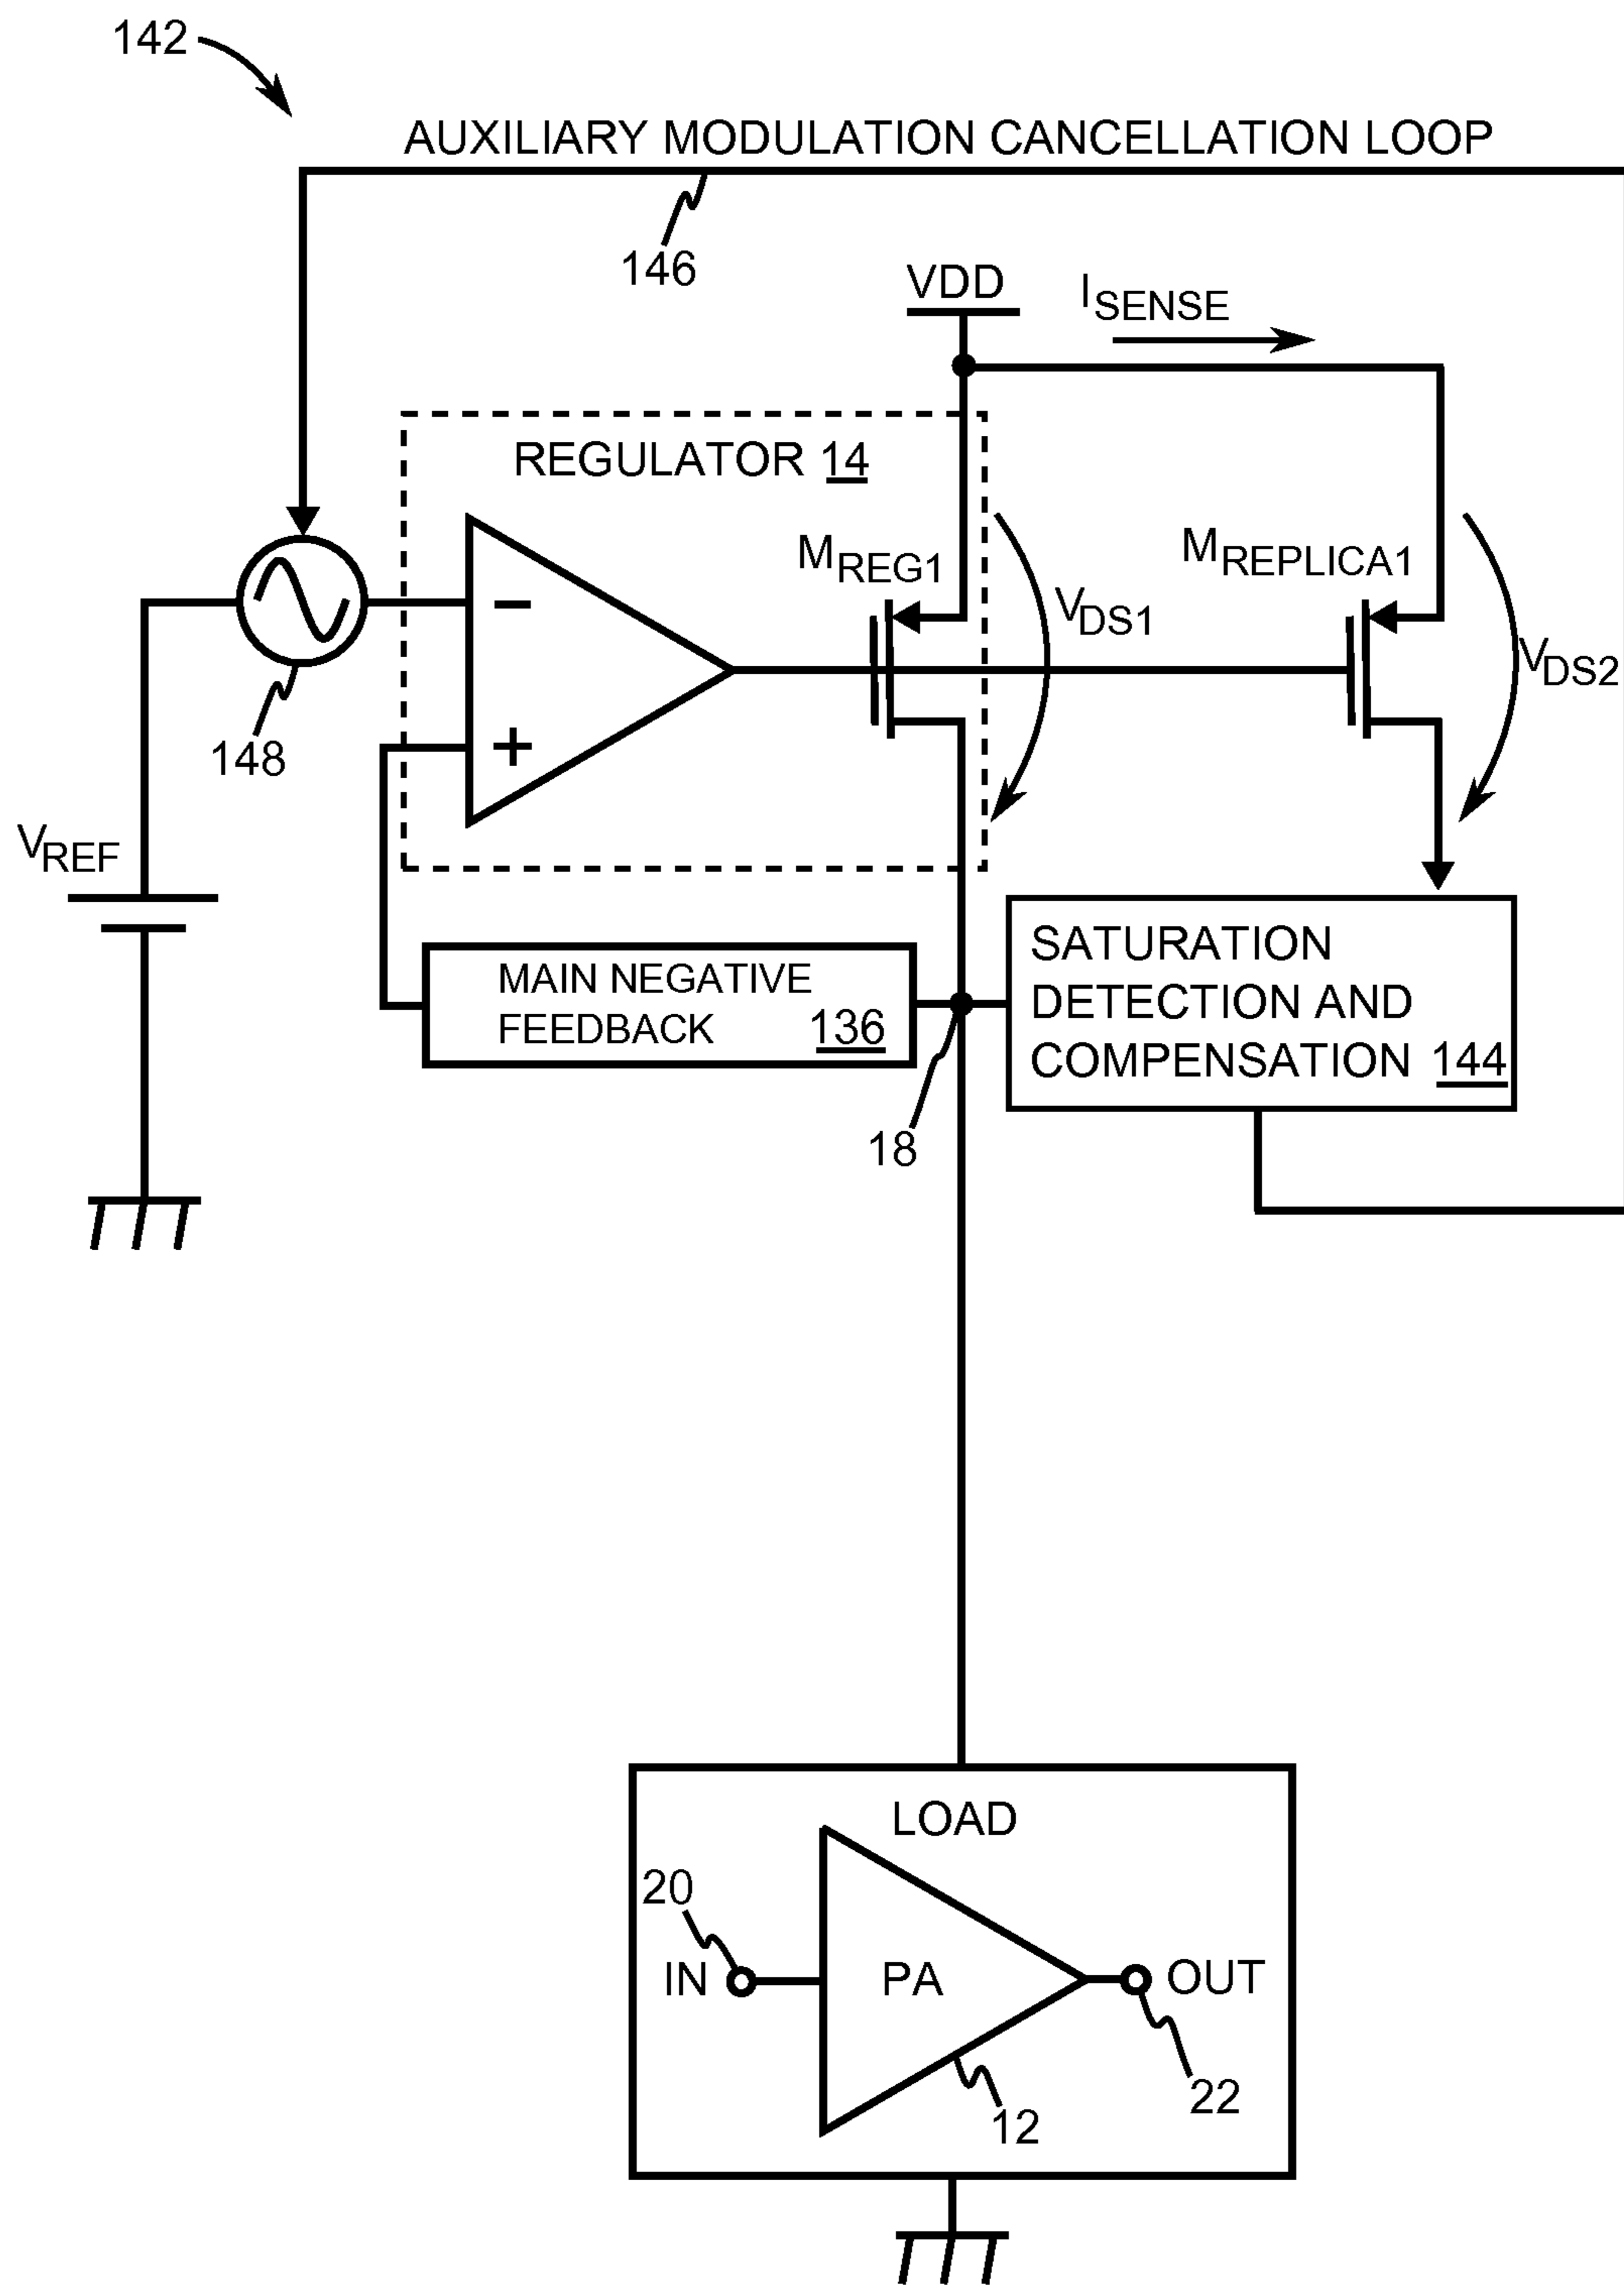 142
AUXILIARY MODULATION CANCELLATION LOOP
146
VDD
ISENSE
REGULATOR 14
MREG1
MREPLICA1
VDS1
VDS2
−
+
148
VREF
MAIN NEGATIVE
FEEDBACK 136
SATURATION
DETECTION AND
COMPENSATION 144
18
LOAD
20
IN
PA
OUT
22
12